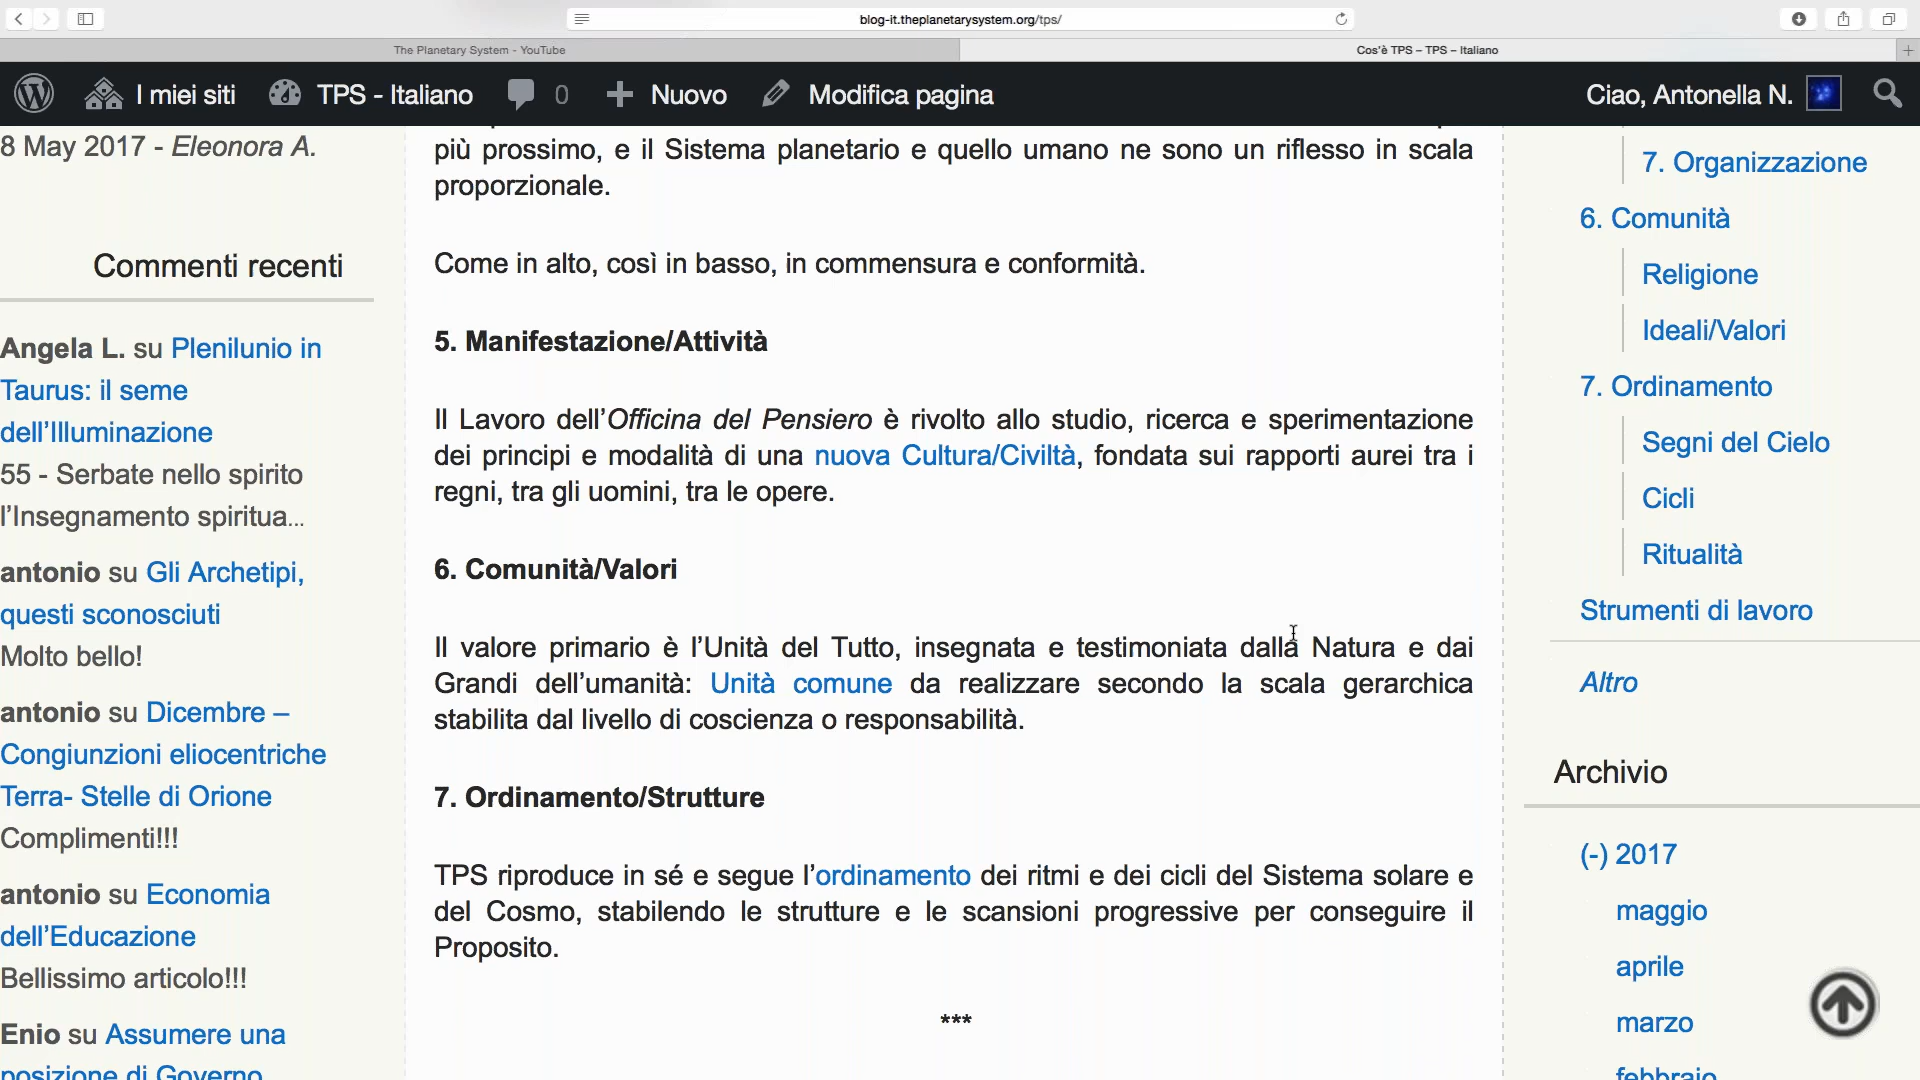 blog-it.theplanetarysystem.org/tps/
The Planetary System - YouTube
Cos'è TPS – TPS – Italiano
I miei siti
TPS - Italiano
0
Nuovo
Modifica pagina
Ciao, Antonella N.
8 May 2017 - Eleonora A.
Commenti recenti
Angela L. su Plenilunio in
Taurus: il seme
dell'Illuminazione
55 - Serbate nello spirito
l'Insegnamento spiritua...
antonio su Gli Archetipi,
questi sconosciuti
Molto bello!
antonio su Dicembre –
Congiunzioni eliocentriche
Terra- Stelle di Orione
Complimenti!!!
antonio su Economia
dell'Educazione
Bellissimo articolo!!!
Enio su Assumere una
posizione di Governo
più prossimo, e il Sistema planetario e quello umano ne sono un riflesso in scala
proporzionale.
Come in alto, così in basso, in commensura e conformità.
5. Manifestazione/Attività
Il Lavoro dell'Officina del Pensiero è rivolto allo studio, ricerca e sperimentazione
dei principi e modalità di una nuova Cultura/Civiltà, fondata sui rapporti aurei tra i
regni, tra gli uomini, tra le opere.
6. Comunità/Valori
Il valore primario è l'Unità del Tutto, insegnata e testimoniata dalla Natura e dai
Grandi dell'umanità: Unità comune da realizzare secondo la scala gerarchica
stabilita dal livello di coscienza o responsabilità.
7. Ordinamento/Strutture
TPS riproduce in sé e segue l'ordinamento dei ritmi e dei cicli del Sistema solare e
del Cosmo, stabilendo le strutture e le scansioni progressive per conseguire il
Proposito.
***
7. Organizzazione
6. Comunità
Religione
Ideali/Valori
7. Ordinamento
Segni del Cielo
Cicli
Ritualità
Strumenti di lavoro
Altro
Archivio
(-) 2017
maggio
aprile
marzo
febbraio